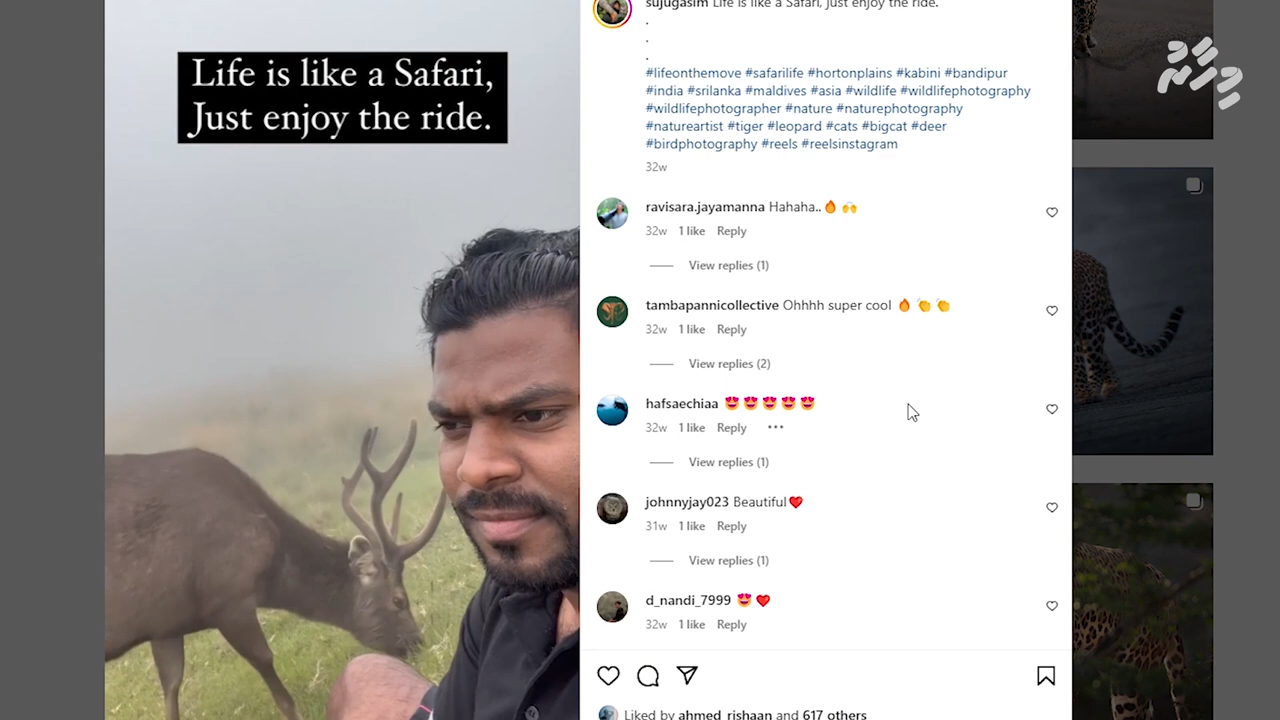 Life is like a Safari,
Just enjoy the ride.
sujugasim Life is like a Safari, Just enjoy the ride.
.
.
.
#lifeonthemove #safarilife #hortonplains #kabini #bandipur
#india #srilanka #maldives #asia #wildlife #wildlifephotography
#wildlifephotographer #nature #naturephotography
#natureartist #tiger #leopard #cats #bigcat #deer
#birdphotography #reels #reelsinstagram
32w
ravisara.jayamanna Hahaha..🔥 🙌
32w 1 like Reply
View replies (1)
tambapannicollective Ohhhh super cool 🔥 👏 👏
32w 1 like Reply
View replies (2)
hafsaechiaa 😍 😍 😍 😍 😍
32w 1 like Reply •••
View replies (1)
johnnyjay023 Beautiful❤️
31w 1 like Reply
View replies (1)
d_nandi_7999 😍 ❤️
32w 1 like Reply
Liked by ahmed_rishaan and 617 others